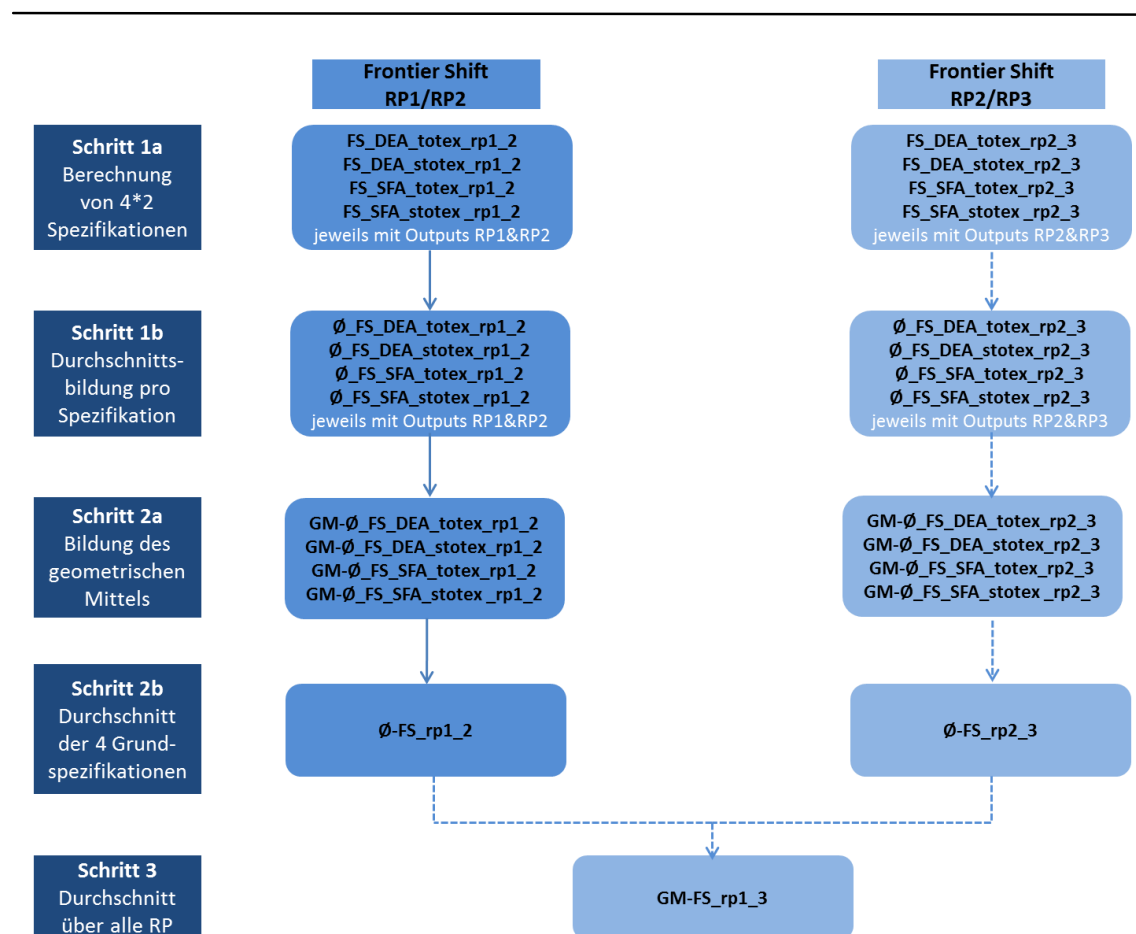 Frontier Shift
RP1/RP2
Frontier Shift
RP2/RP3
Schritt 1a
Berechnung
von 4*2
Spezifikationen
FS_DEA_totex_rp1_2
FS_DEA_stotex_rp1_2
FS_SFA_totex_rp1_2
FS_SFA_stotex _rp1_2
jeweils mit Outputs RP1&RP2
FS_DEA_totex_rp2_3
FS_DEA_stotex_rp2_3
FS_SFA_totex_rp2_3
FS_SFA_stotex _rp2_3
jeweils mit Outputs RP2&RP3
Schritt 1b
Durchschnitts-
bildung pro
Spezifikation
Ø_FS_DEA_totex_rp1_2
Ø_FS_DEA_stotex_rp1_2
Ø_FS_SFA_totex_rp1_2
Ø_FS_SFA_stotex _rp1_2
jeweils mit Outputs RP1&RP2
Ø_FS_DEA_totex_rp2_3
Ø_FS_DEA_stotex_rp2_3
Ø_FS_SFA_totex_rp2_3
Ø_FS_SFA_stotex _rp2_3
jeweils mit Outputs RP2&RP3
Schritt 2a
Bildung des
geometrischen
Mittels
GM-Ø_FS_DEA_totex_rp1_2
GM-Ø_FS_DEA_stotex_rp1_2
GM-Ø_FS_SFA_totex_rp1_2
GM-Ø_FS_SFA_stotex _rp1_2
GM-Ø_FS_DEA_totex_rp2_3
GM-Ø_FS_DEA_stotex_rp2_3
GM-Ø_FS_SFA_totex_rp2_3
GM-Ø_FS_SFA_stotex _rp2_3
Schritt 2b
Durchschnitt
der 4 Grund-
spezifikationen
Ø-FS_rp1_2
Ø-FS_rp2_3
Schritt 3
Durchschnitt
über alle RP
GM-FS_rp1_3